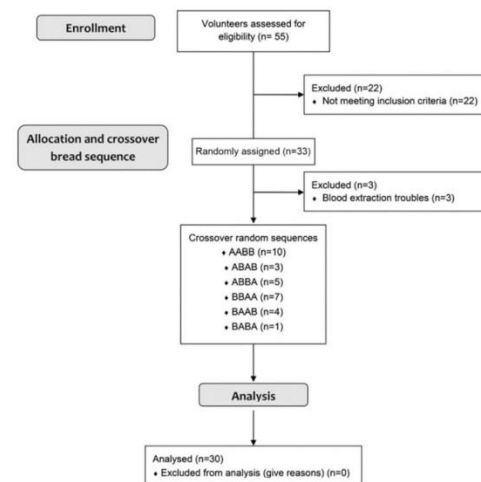 Enrollment
Volunteers assessed for
eligibility (n= 55)
Excluded (n=22)
♦ Not meeting inclusion criteria (n=22)
Allocation and crossover
bread sequence
Randomly assigned (n=33)
Excluded (n=3)
♦ Blood extraction troubles (n=3)
Crossover random sequences
♦ AABB (n=10)
♦ ABAB (n=3)
♦ ABBA (n=5)
♦ BBAA (n=7)
♦ BAAB (n=4)
♦ BABA (n=1)
Analysis
Analysed (n=30)
♦ Excluded from analysis (give reasons) (n=0)